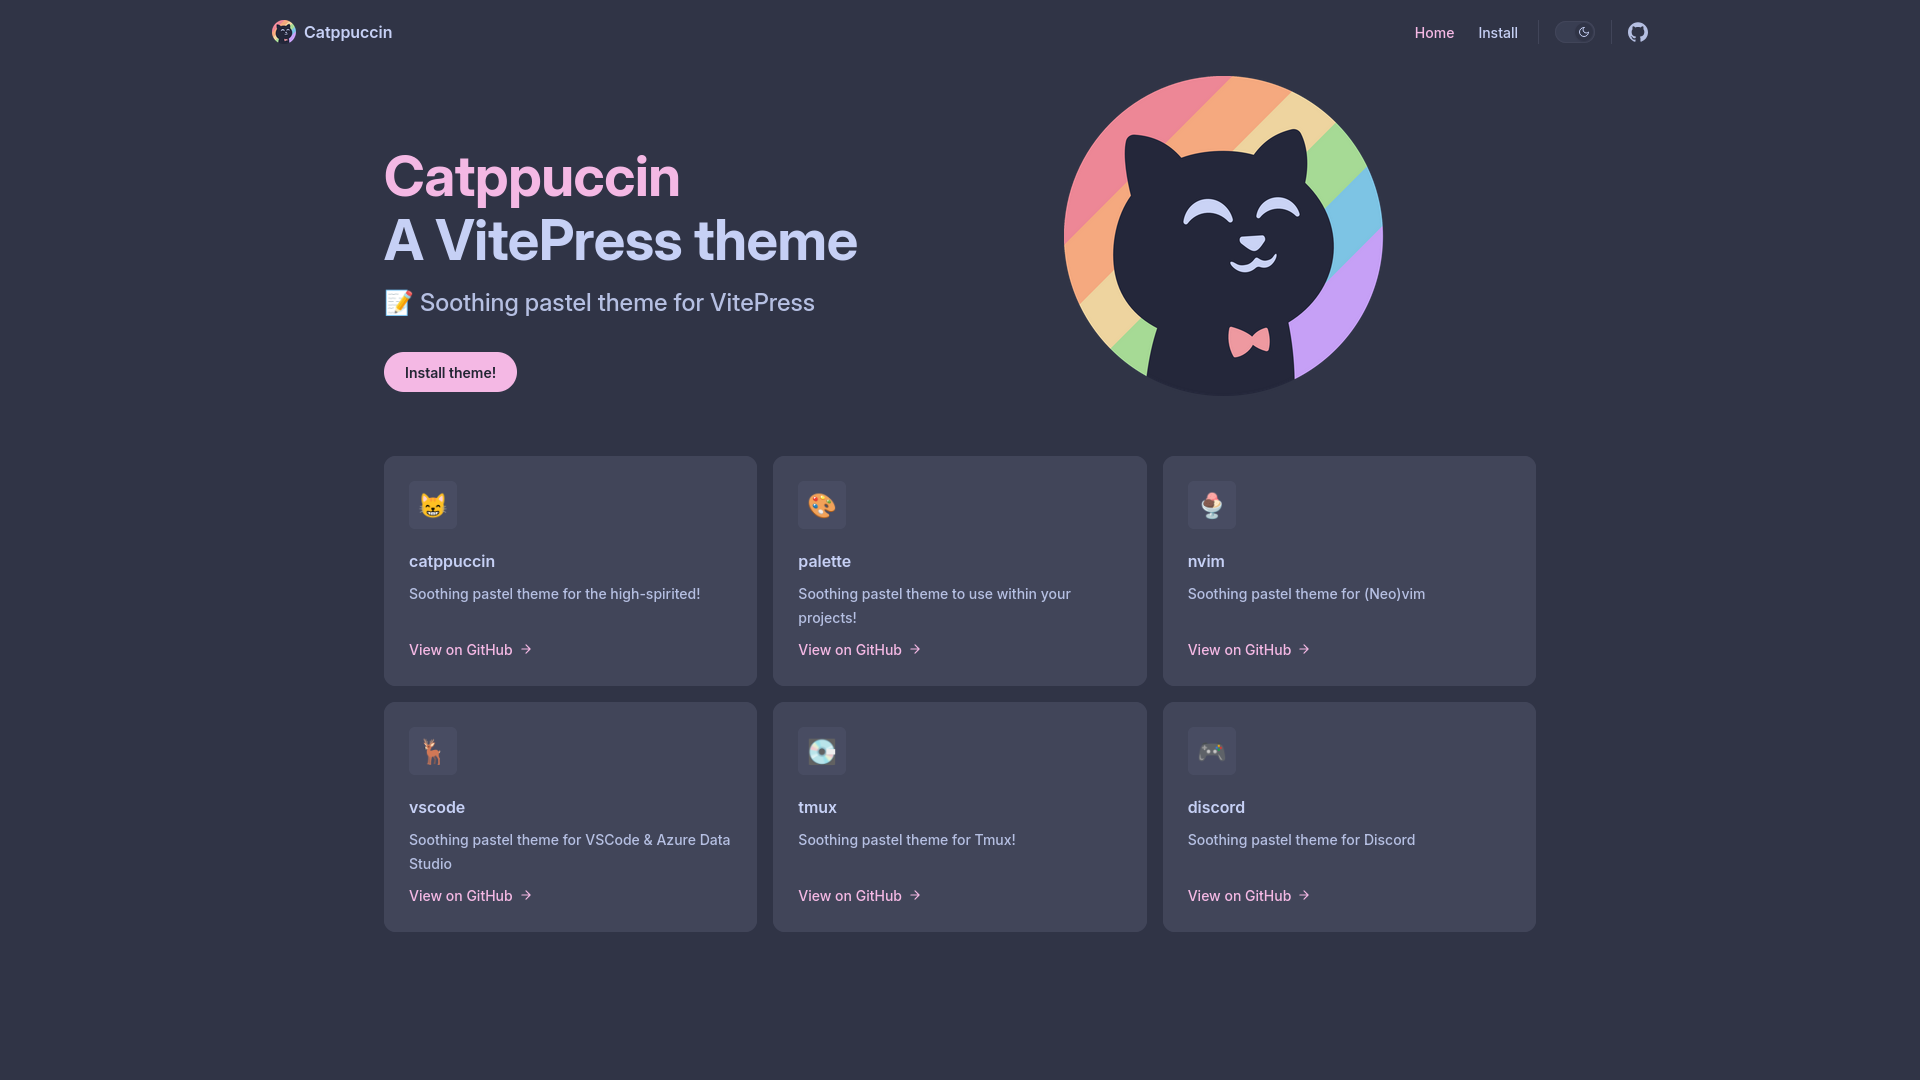 Catppuccin
Home
Install
Catppuccin
A VitePress theme
📝 Soothing pastel theme for VitePress
Install theme!
catppuccin
Soothing pastel theme for the high-spirited!
View on GitHub →
palette
Soothing pastel theme to use within your
projects!
View on GitHub →
nvim
Soothing pastel theme for (Neo)vim
View on GitHub →
vscode
Soothing pastel theme for VSCode & Azure Data
Studio
View on GitHub →
tmux
Soothing pastel theme for Tmux!
View on GitHub →
discord
Soothing pastel theme for Discord
View on GitHub →